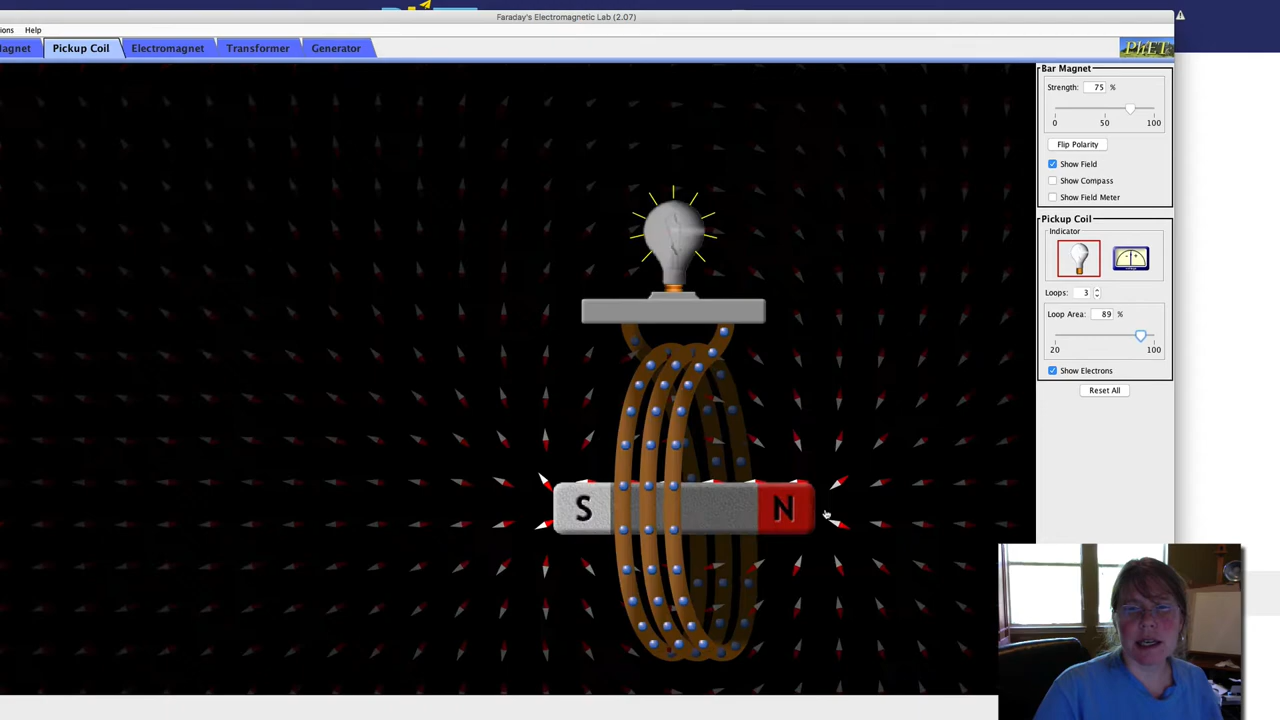 Faraday's Electromagnetic Lab (2.07)
ions Help
agnet Pickup Coil Electromagnet Transformer Generator
PhET
Bar Magnet
Strength: 75 %
0 50 100
Flip Polarity
Show Field
Show Compass
Show Field Meter
Pickup Coil
Indicator
Loops: 3
Loop Area: 89 %
20 100
Show Electrons
Reset All
S N